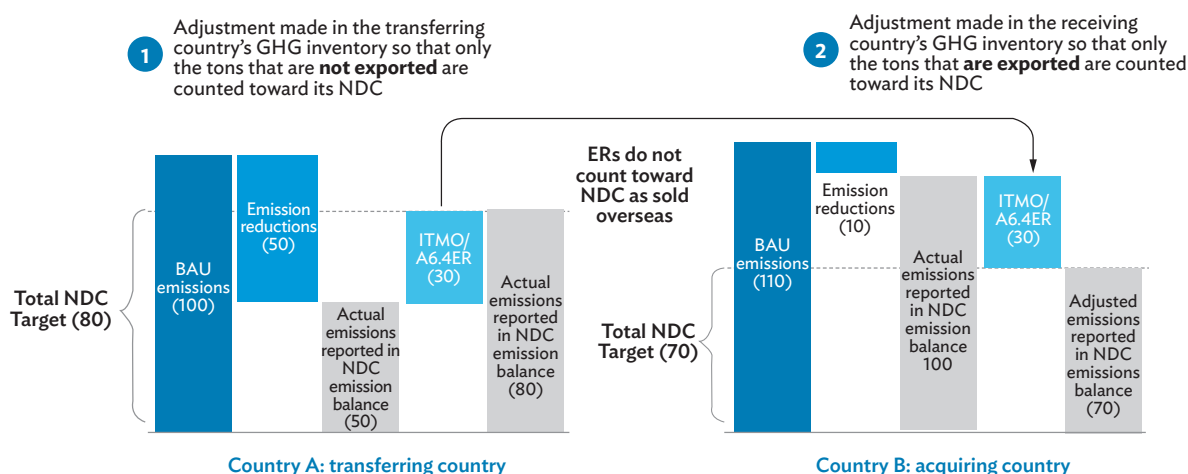 1
Adjustment made in the transferring
country's GHG inventory so that only
the tons that are not exported are
counted toward its NDC
2
Adjustment made in the receiving
country's GHG inventory so that only
the tons that are exported are counted
toward its NDC
Total NDC
Target (80)
BAU
emissions
(100)
Emission
reductions
(50)
Actual
emissions
reported in
NDC
emission
balance
(50)
ITMO/
A6.4ER
(30)
Actual
emissions
reported
in NDC
emission
balance
(80)
ERs do not
count toward
NDC as sold
overseas
Total NDC
Target (70)
BAU
emissions
(110)
Emission
reductions
(10)
Actual
emissions
reported
in NDC
emission
balance
100
ITMO/
A6.4ER
(30)
Adjusted
emissions
reported
in NDC
emissions
balance
(70)
Country A: transferring country
Country B: acquiring country